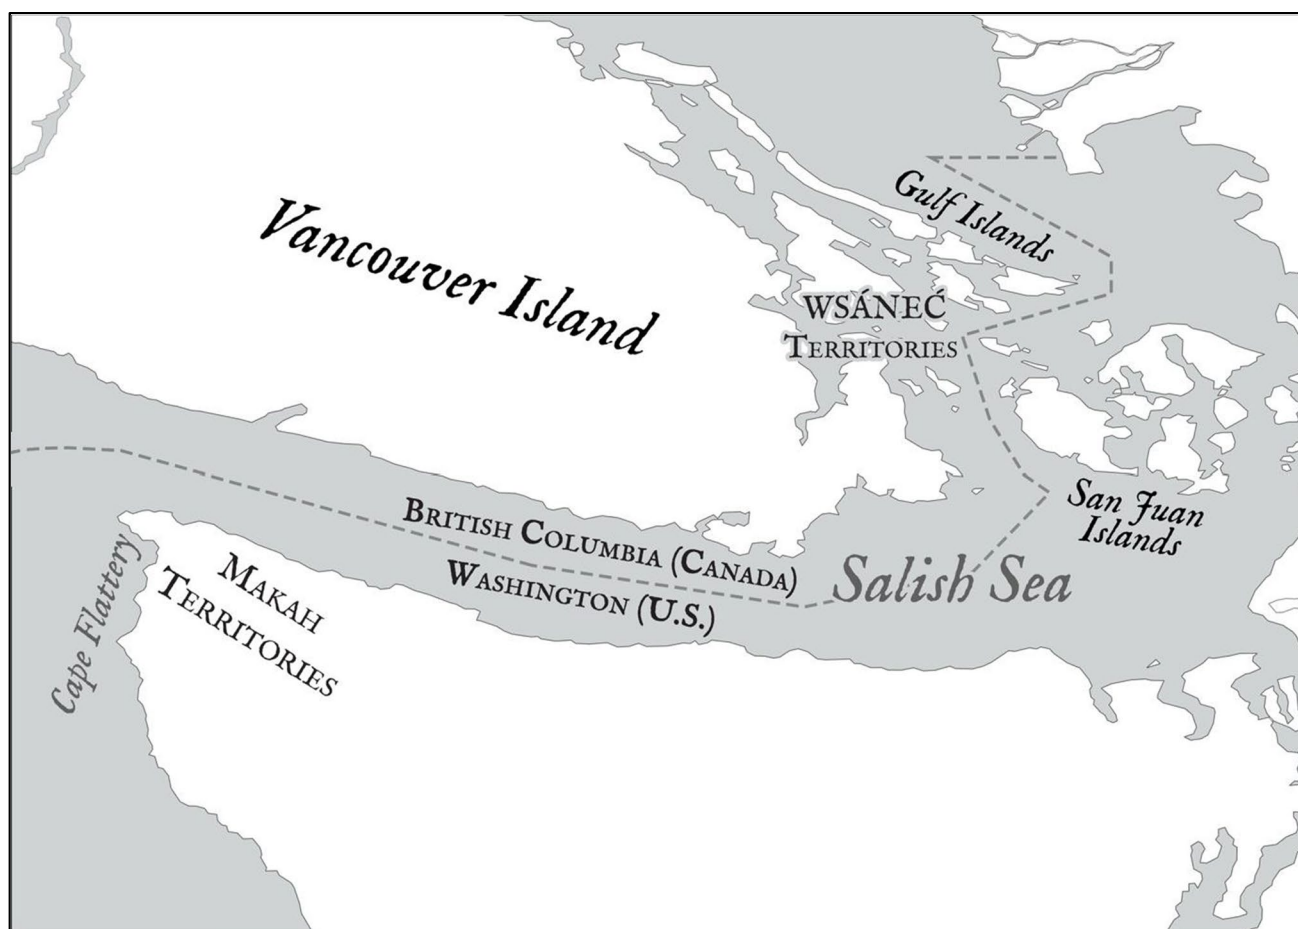 Gulf Islands
Vancouver Island
WSÁNEĆ
TERRITORIES
San Juan
Islands
BRITISH COLUMBIA (CANADA)
WASHINGTON (U.S.)
Salish Sea
Cape Flattery
MAKAH
TERRITORIES